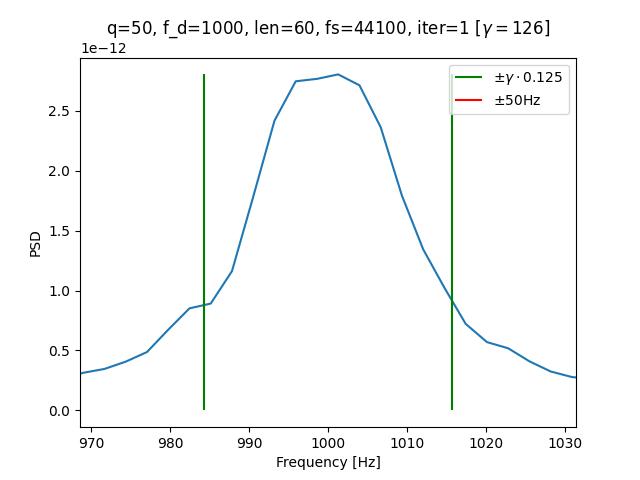 q=50, f_d=1000, len=60, fs=44100, iter=1 [γ = 126]
1e−12
±γ · 0.125
±50Hz
2.5
2.0
1.5
1.0
0.5
0.0
PSD
970 980 990 1000 1010 1020 1030
Frequency [Hz]